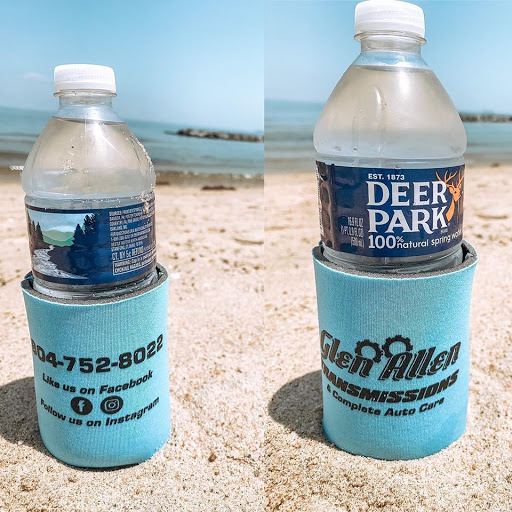 804-752-8022
Like us on Facebook
Follow us on Instagram
EST. 1873
DEER
PARK
100%
natural spring water
Glen Allen
TRANSMISSIONS
& Complete Auto Care